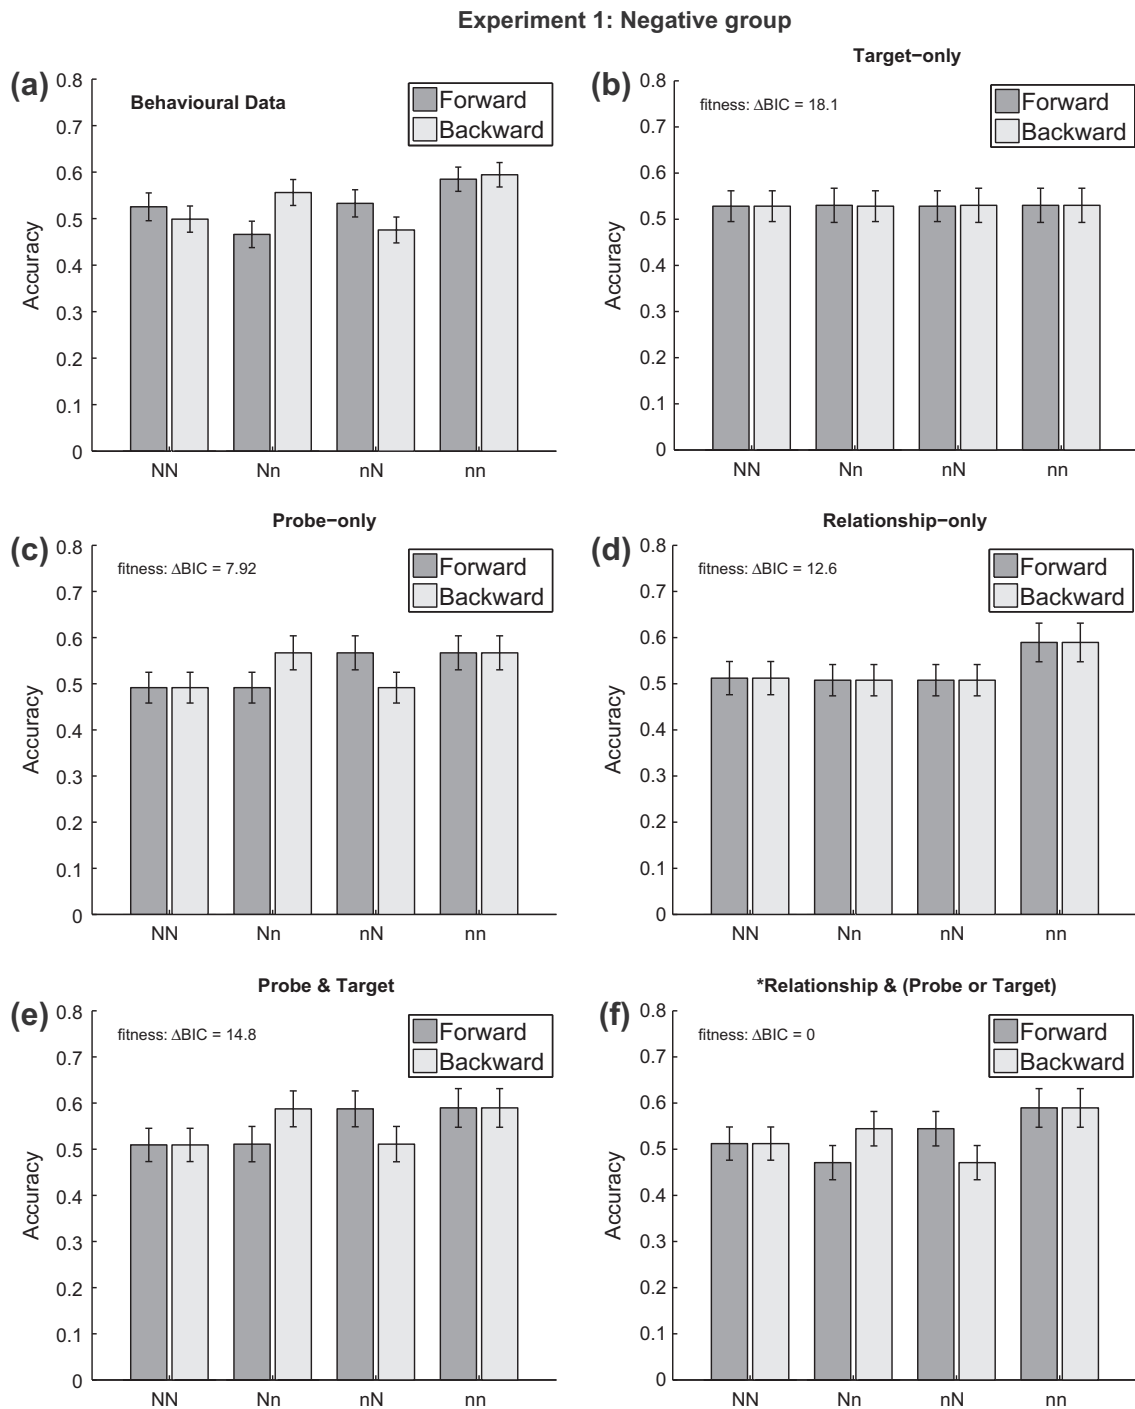 Experiment 1: Negative group
(a)
Behavioural Data
Forward
Backward
Accuracy
0.8
0.7
0.6
0.5
0.4
0.3
0.2
0.1
0
NN Nn nN nn
(b)
Target−only
fitness: ΔBIC = 18.1
Forward
Backward
Accuracy
0.8
0.7
0.6
0.5
0.4
0.3
0.2
0.1
0
NN Nn nN nn
(c)
Probe−only
fitness: ΔBIC = 7.92
Forward
Backward
Accuracy
0.8
0.7
0.6
0.5
0.4
0.3
0.2
0.1
0
NN Nn nN nn
(d)
Relationship−only
fitness: ΔBIC = 12.6
Forward
Backward
Accuracy
0.8
0.7
0.6
0.5
0.4
0.3
0.2
0.1
0
NN Nn nN nn
(e)
Probe & Target
fitness: ΔBIC = 14.8
Forward
Backward
Accuracy
0.8
0.7
0.6
0.5
0.4
0.3
0.2
0.1
0
NN Nn nN nn
(f)
*Relationship & (Probe or Target)
fitness: ΔBIC = 0
Forward
Backward
Accuracy
0.8
0.7
0.6
0.5
0.4
0.3
0.2
0.1
0
NN Nn nN nn